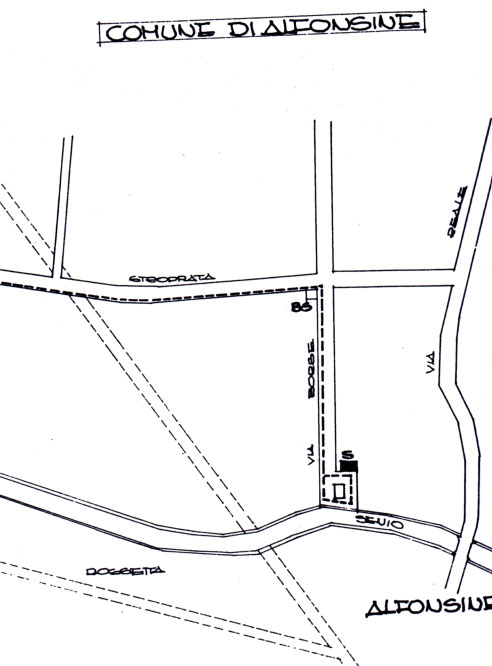 COMUNE DI ALFONSINE
REALE
STROPPATA
86
BORSE
VIA
VIA
S
SENIO
ROSSETTA
ALFONSINE